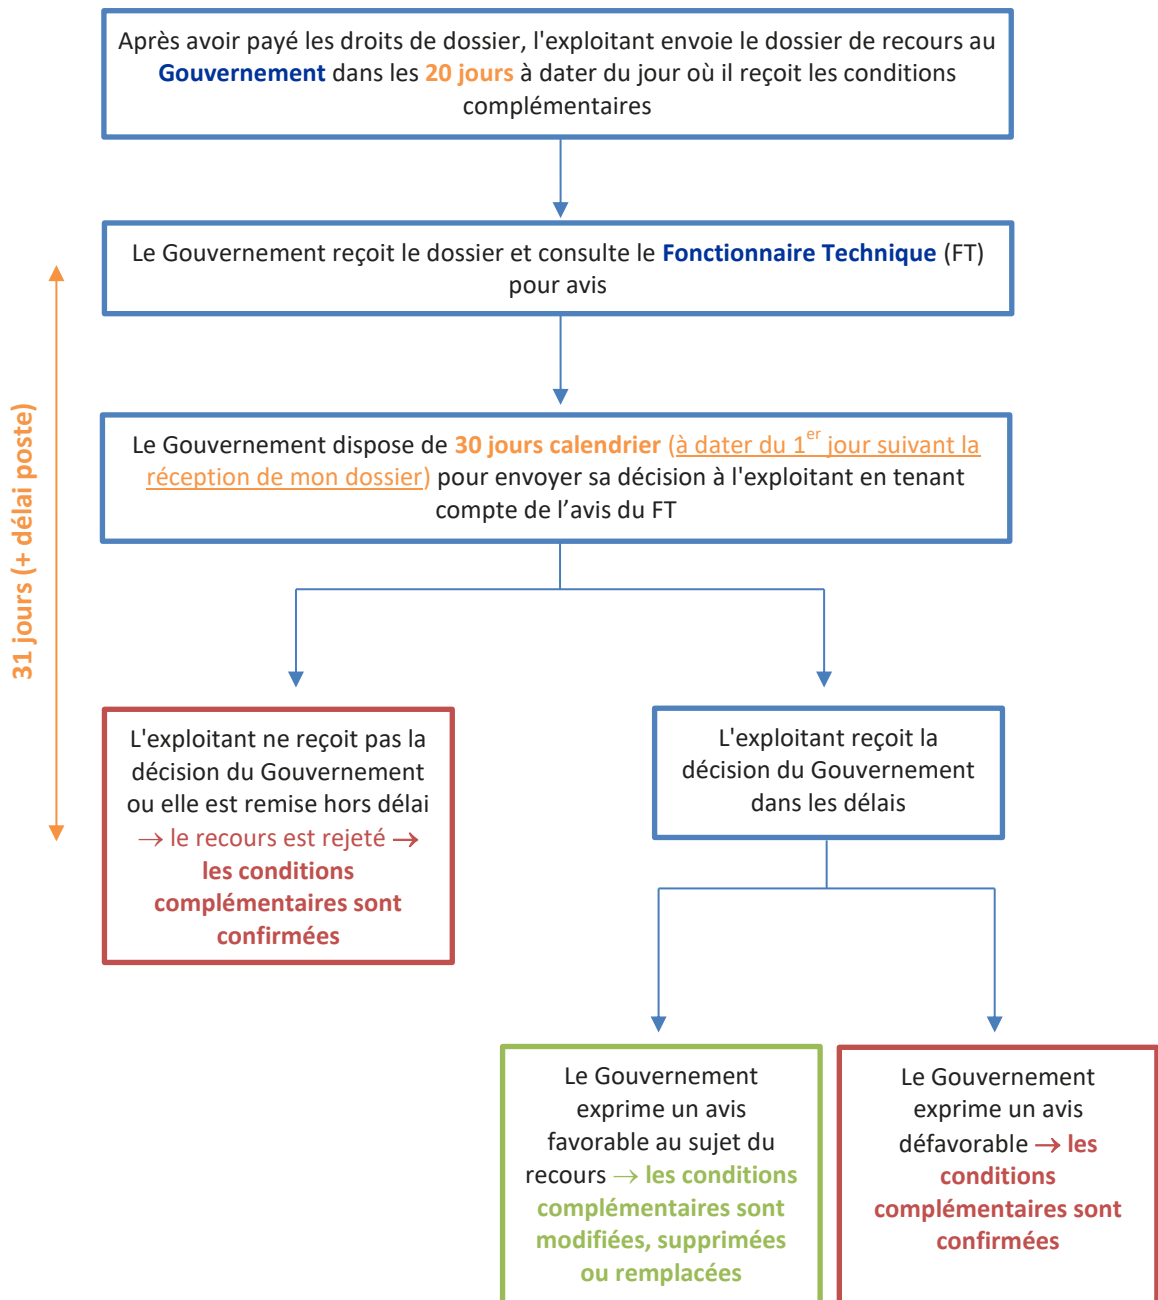 Après avoir payé les droits de dossier, l'exploitant envoie le dossier de recours au
Gouvernement dans les 20 jours à dater du jour où il reçoit les conditions
complémentaires
Le Gouvernement reçoit le dossier et consulte le Fonctionnaire Technique (FT)
pour avis
31 jours (+ délai poste)
Le Gouvernement dispose de 30 jours calendrier (à dater du 1er jour suivant la
réception de mon dossier) pour envoyer sa décision à l'exploitant en tenant
compte de l’avis du FT
L'exploitant ne reçoit pas la
décision du Gouvernement
ou elle est remise hors délai
→ le recours est rejeté →
les conditions
complémentaires sont
confirmées
L'exploitant reçoit la
décision du Gouvernement
dans les délais
Le Gouvernement
exprime un avis
favorable au sujet du
recours → les conditions
complémentaires sont
modifiées, supprimées
ou remplacées
Le Gouvernement
exprime un avis
défavorable → les
conditions
complémentaires sont
confirmées